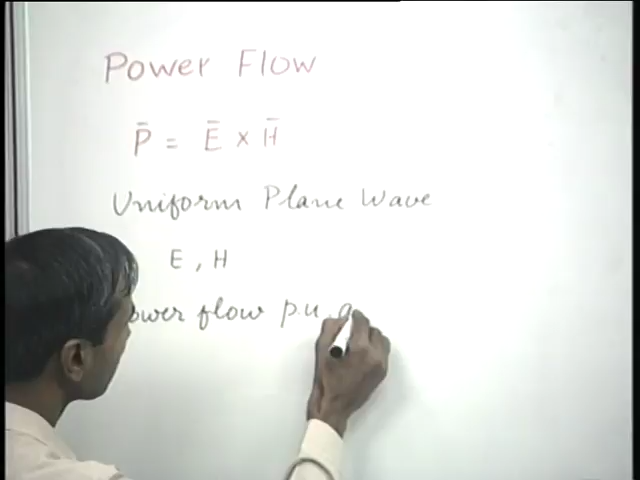 Power Flow
P̄ = Ē × H̄
Uniform Plane Wave
E, H
ower flow p.u. a